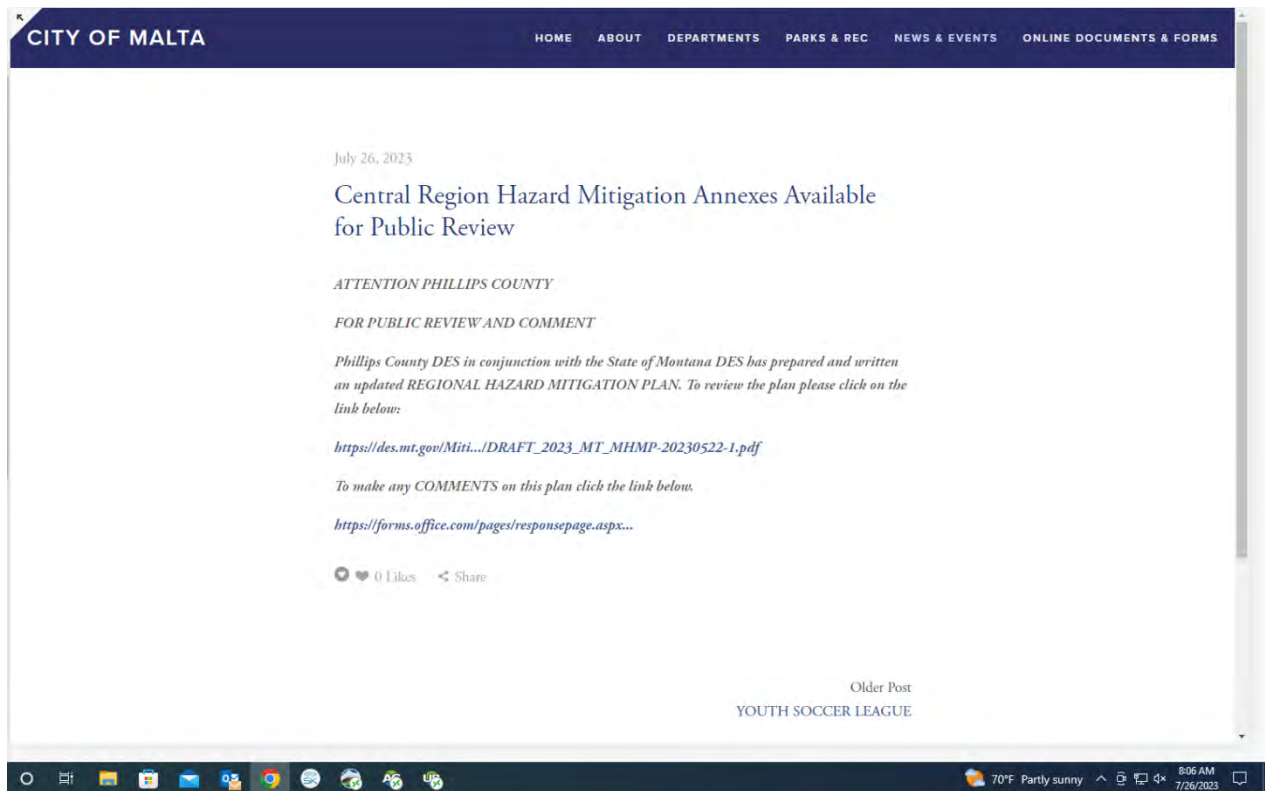 CITY OF MALTA
HOME ABOUT DEPARTMENTS PARKS & REC NEWS & EVENTS ONLINE DOCUMENTS & FORMS
July 26, 2023
Central Region Hazard Mitigation Annexes Available
for Public Review
ATTENTION PHILLIPS COUNTY
FOR PUBLIC REVIEW AND COMMENT
Phillips County DES in conjunction with the State of Montana DES has prepared and written
an updated REGIONAL HAZARD MITIGATION PLAN. To review the plan please click on the
link below:
https://des.mt.gov/Miti.../DRAFT_2023_MT_MHMP-20230522-1.pdf
To make any COMMENTS on this plan click the link below.
https://forms.office.com/pages/responsepage.aspx...
0 Likes Share
Older Post
YOUTH SOCCER LEAGUE
70°F Partly sunny
8:06 AM
7/26/2023